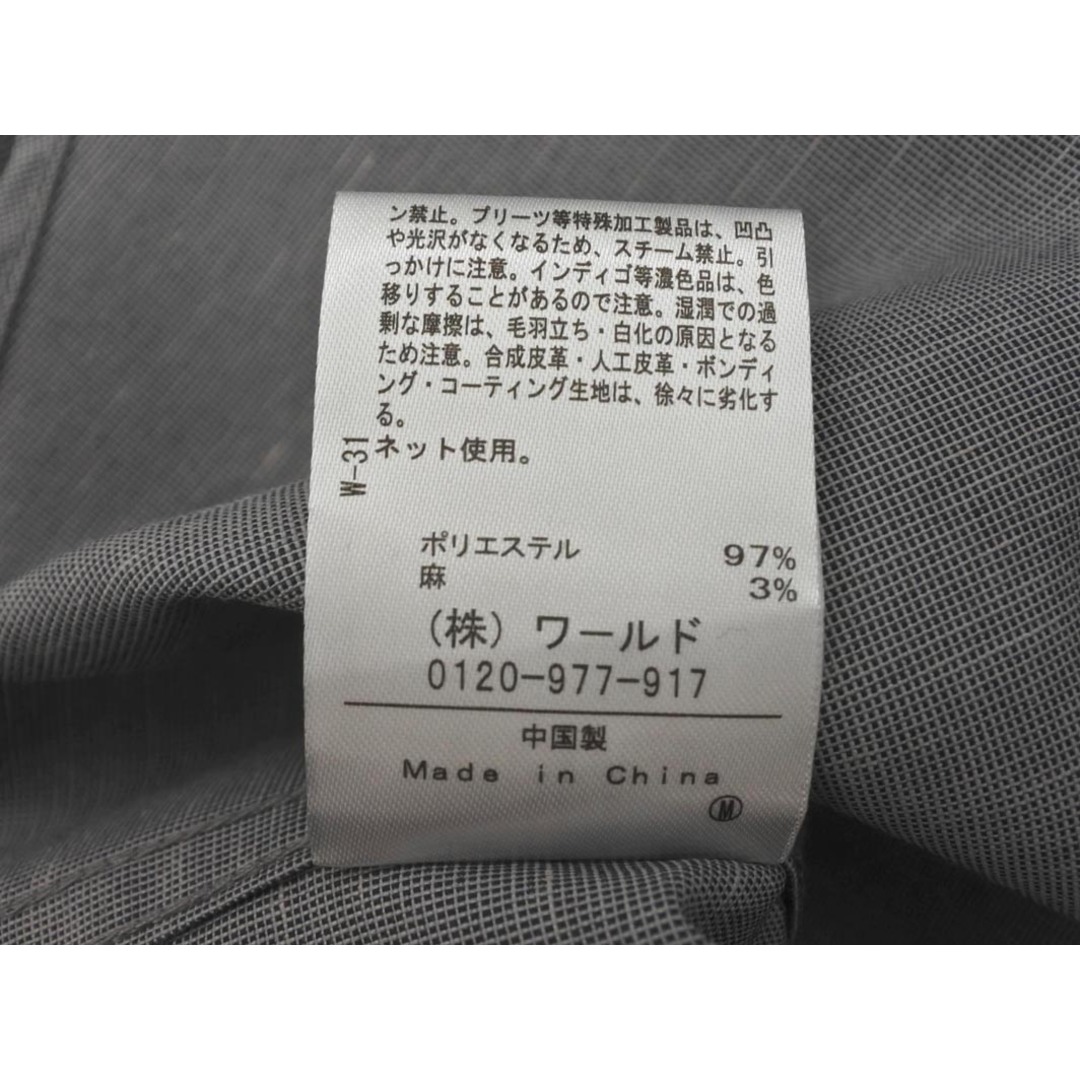 ン禁止。プリーツ等特殊加工製品は、凹凸
や光沢がなくなるため、スチーム禁止。引
っかけに注意。インディゴ等濃色品は、色
移りすることがあるので注意。湿潤での過
剰な摩擦は、毛羽立ち・白化の原因となる
ため注意。合成皮革・人工皮革・ボンディ
ング・コーティング生地は、徐々に劣化す
る。
ネット使用。
W-31
ポリエステル 97%
麻 3%
(株) ワールド
0120-977-917
中国製
Made in China
M